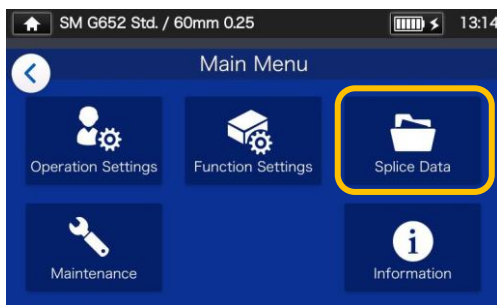 SM G652 Std. / 60mm 0.25 13:14
Main Menu
Operation Settings Function Settings Splice Data
Maintenance Information